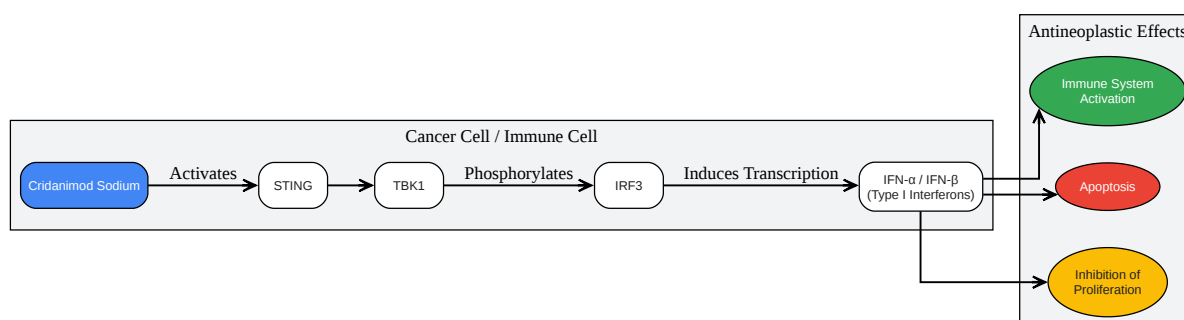 Antineoplastic Effects
Immune System
Activation
Cancer Cell / Immune Cell
Cridanimod Sodium
Activates
STING
TBK1
Phosphorylates
IRF3
Induces Transcription
IFN-α / IFN-β
(Type I Interferons)
Apoptosis
Inhibition of
Proliferation